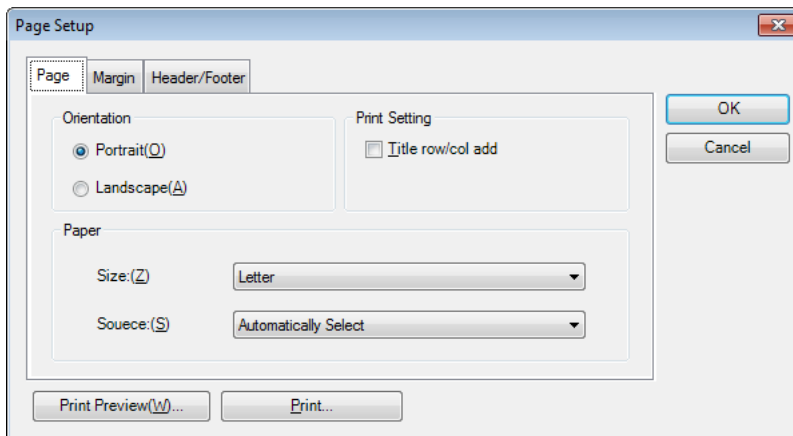 Page Setup
Page Margin Header/Footer
OK
Cancel
Orientation Print Setting
Portrait(O) Title row/col add
Landscape(A)
Paper
Size:(Z) Letter
Souece:(S) Automatically Select
Print Preview(W)... Print...